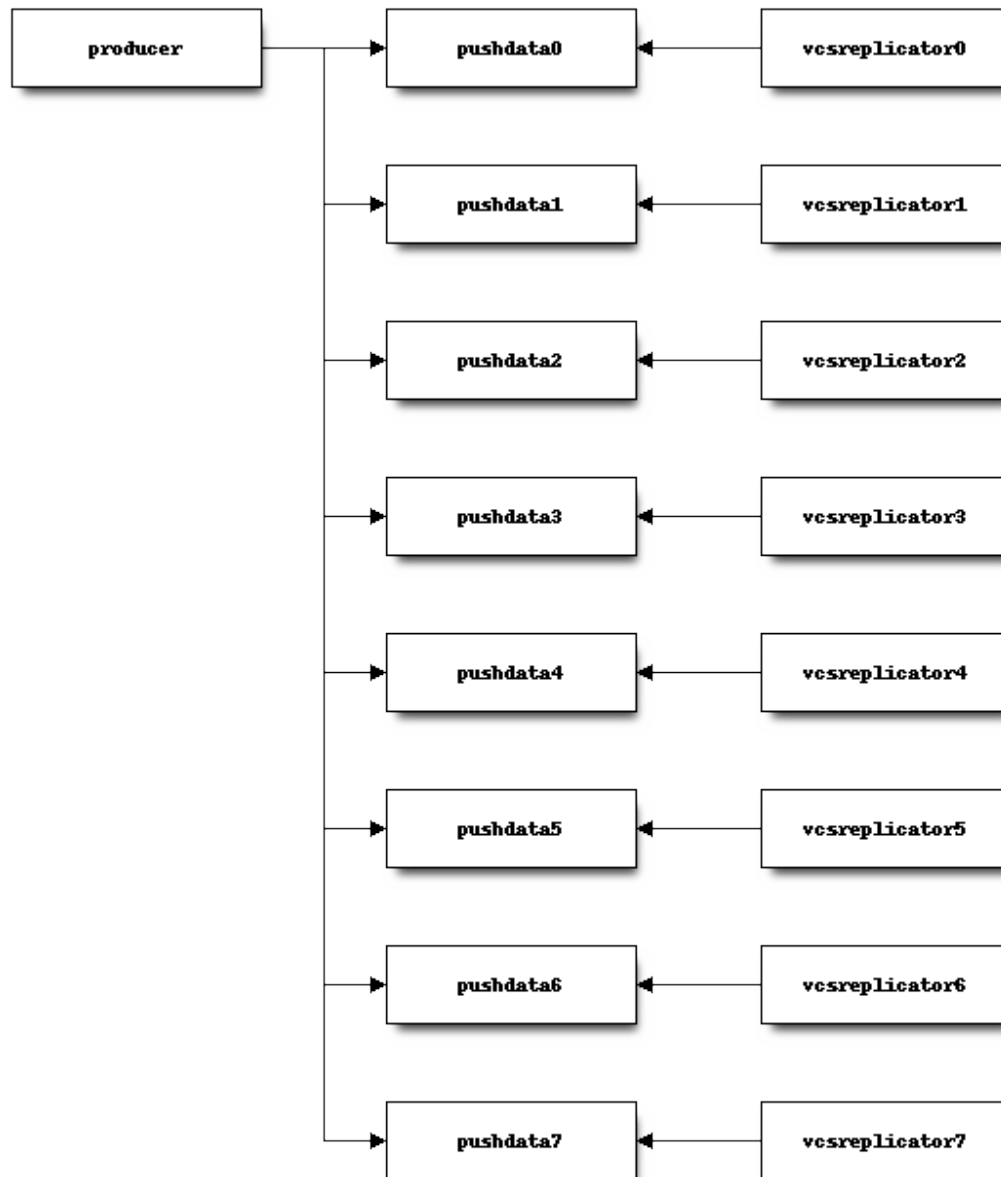 producer pushdata0 vcsreplicator0
pushdata1 vcsreplicator1
pushdata2 vcsreplicator2
pushdata3 vcsreplicator3
pushdata4 vcsreplicator4
pushdata5 vcsreplicator5
pushdata6 vcsreplicator6
pushdata7 vcsreplicator7